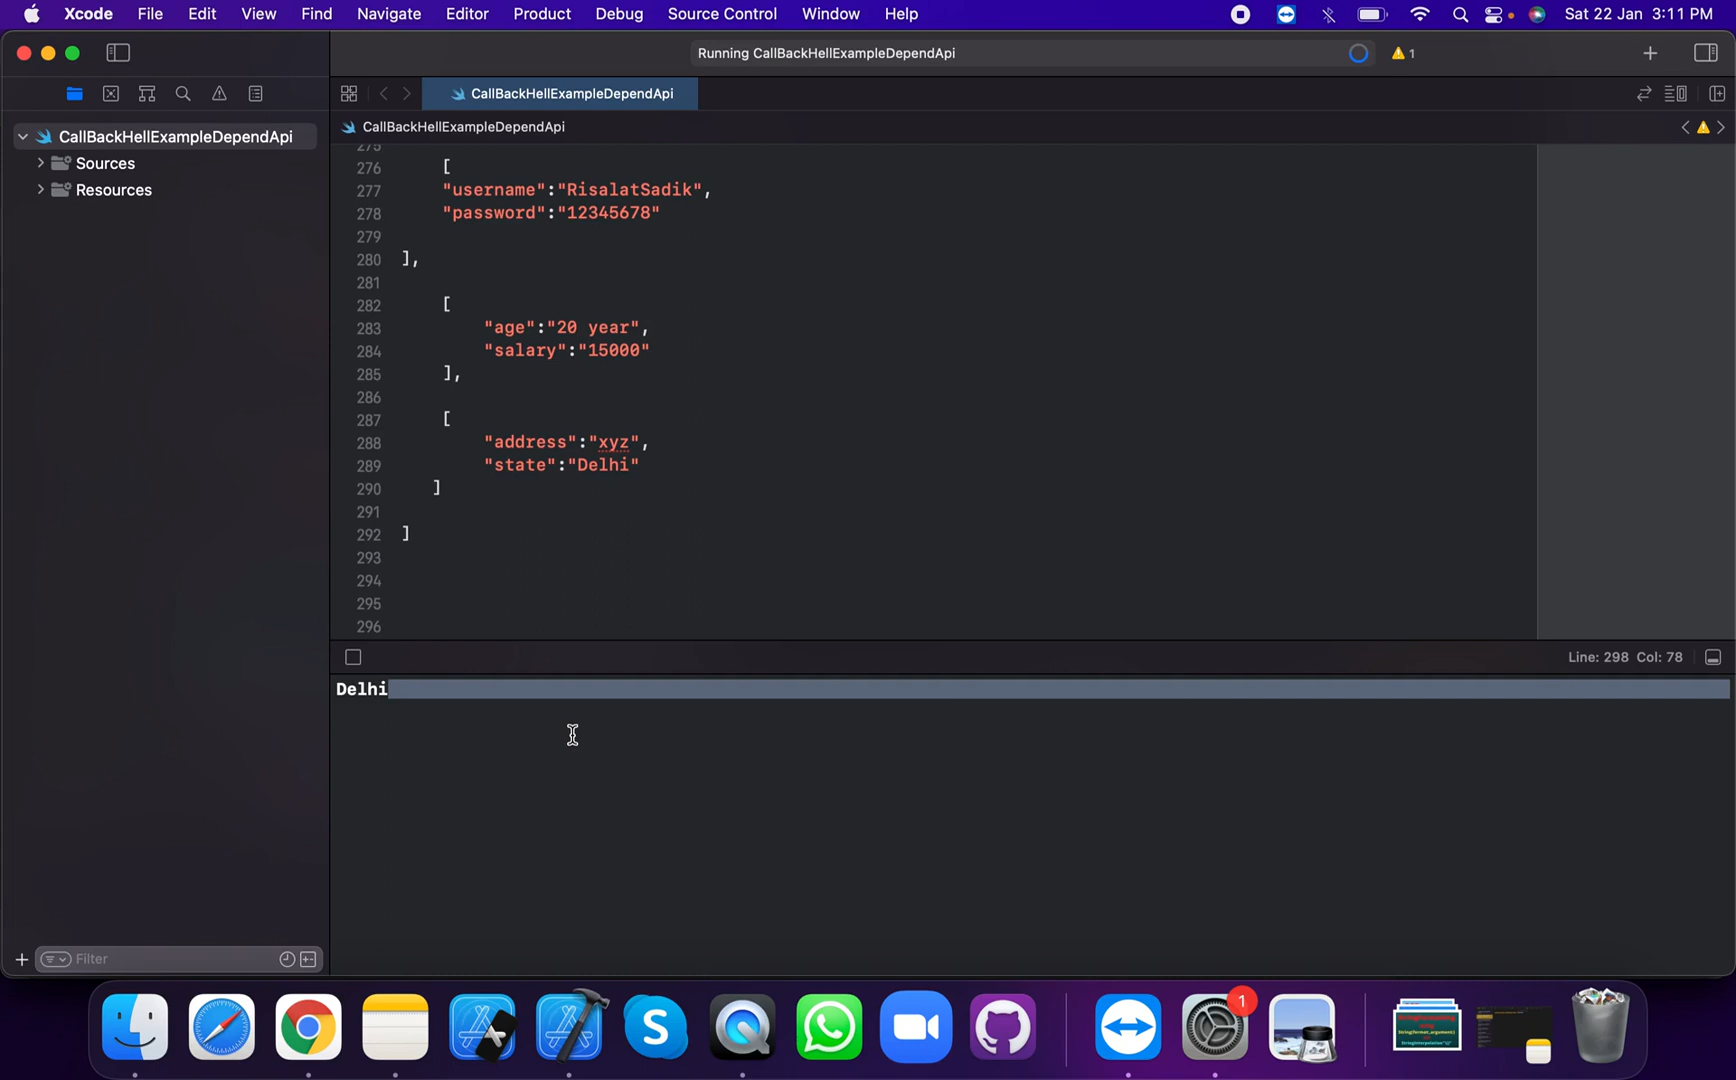 Xcode File Edit View Find Navigate Editor Product Debug Source Control Window Help Sat 22 Jan 3:11 PM
Running CallBackHellExampleDependApi 1
CallBackHellExampleDependApi
CallBackHellExampleDependApi
CallBackHellExampleDependApi
Sources
Resources
275
276 [
277 "username":"RisalatSadik",
278 "password":"12345678"
279
280 ],
281
282 [
283 "age":"20 year",
284 "salary":"15000"
285 ],
286
287 [
288 "address":"xyz",
289 "state":"Delhi"
290 ]
291
292 ]
293
294
295
296
Line: 298 Col: 78
Delhi
Filter
S
1